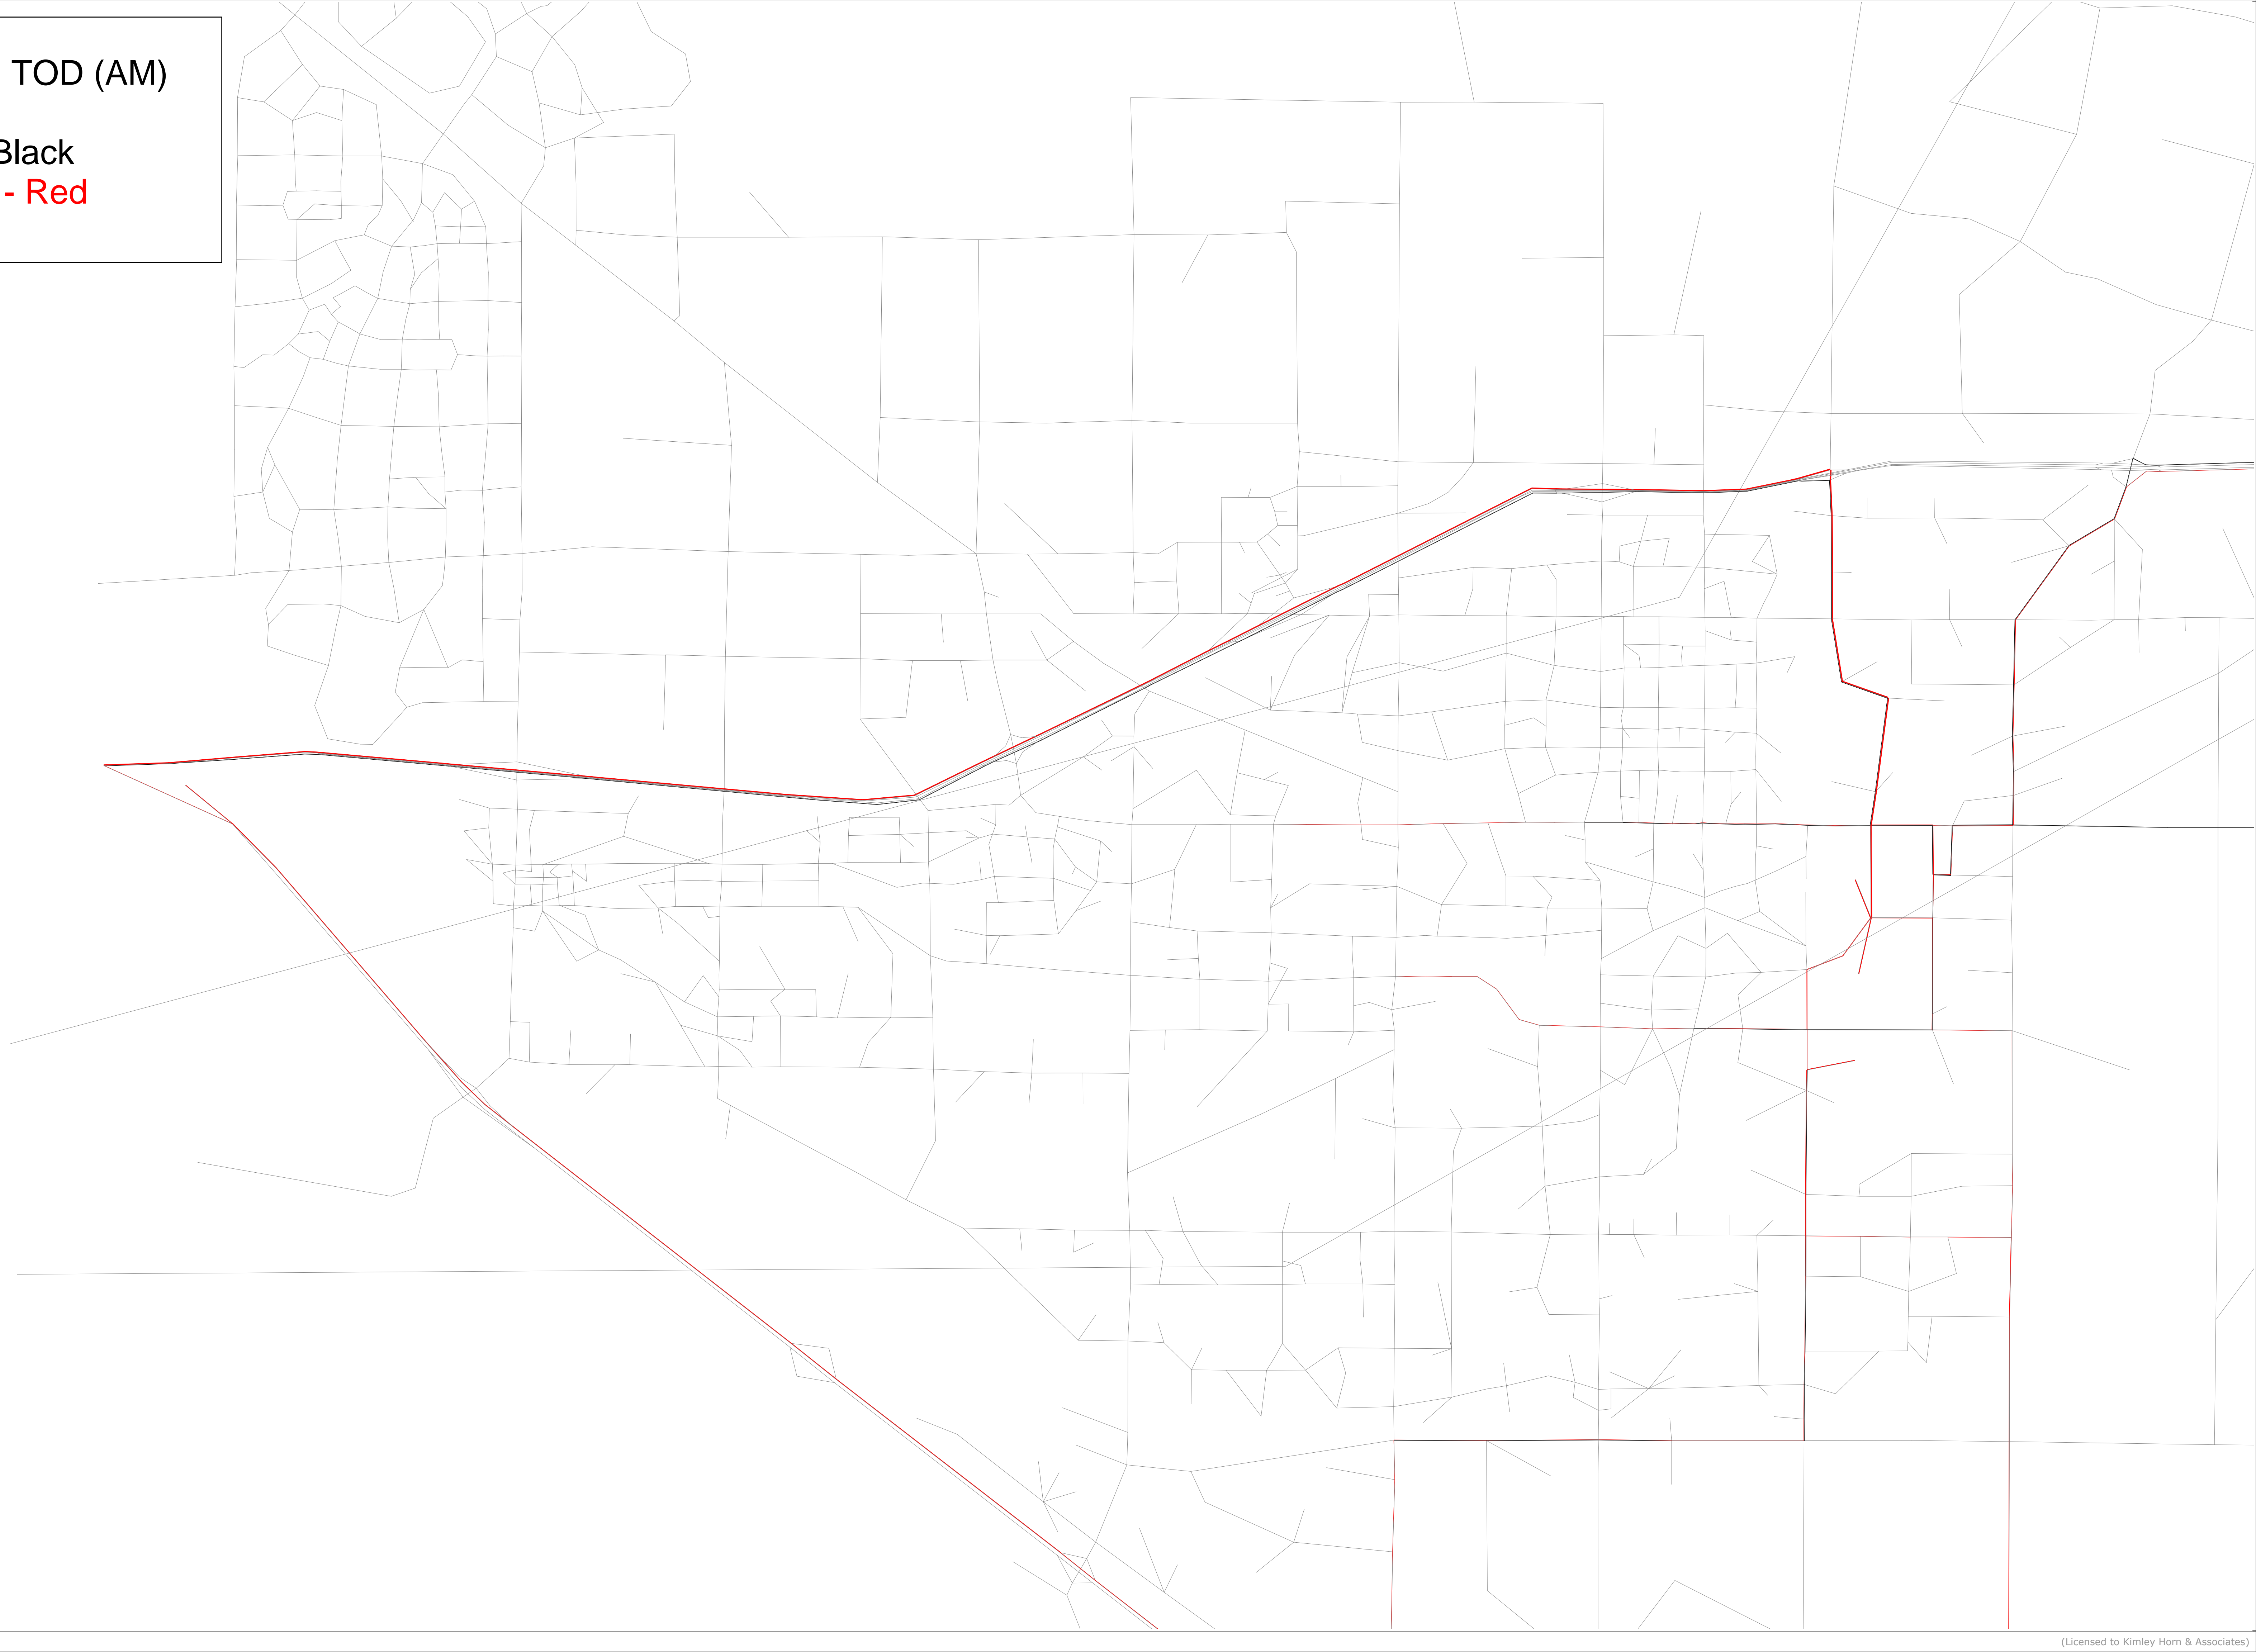 TOD (AM)
Black
- Red
(Licensed to Kimley Horn & Associates)